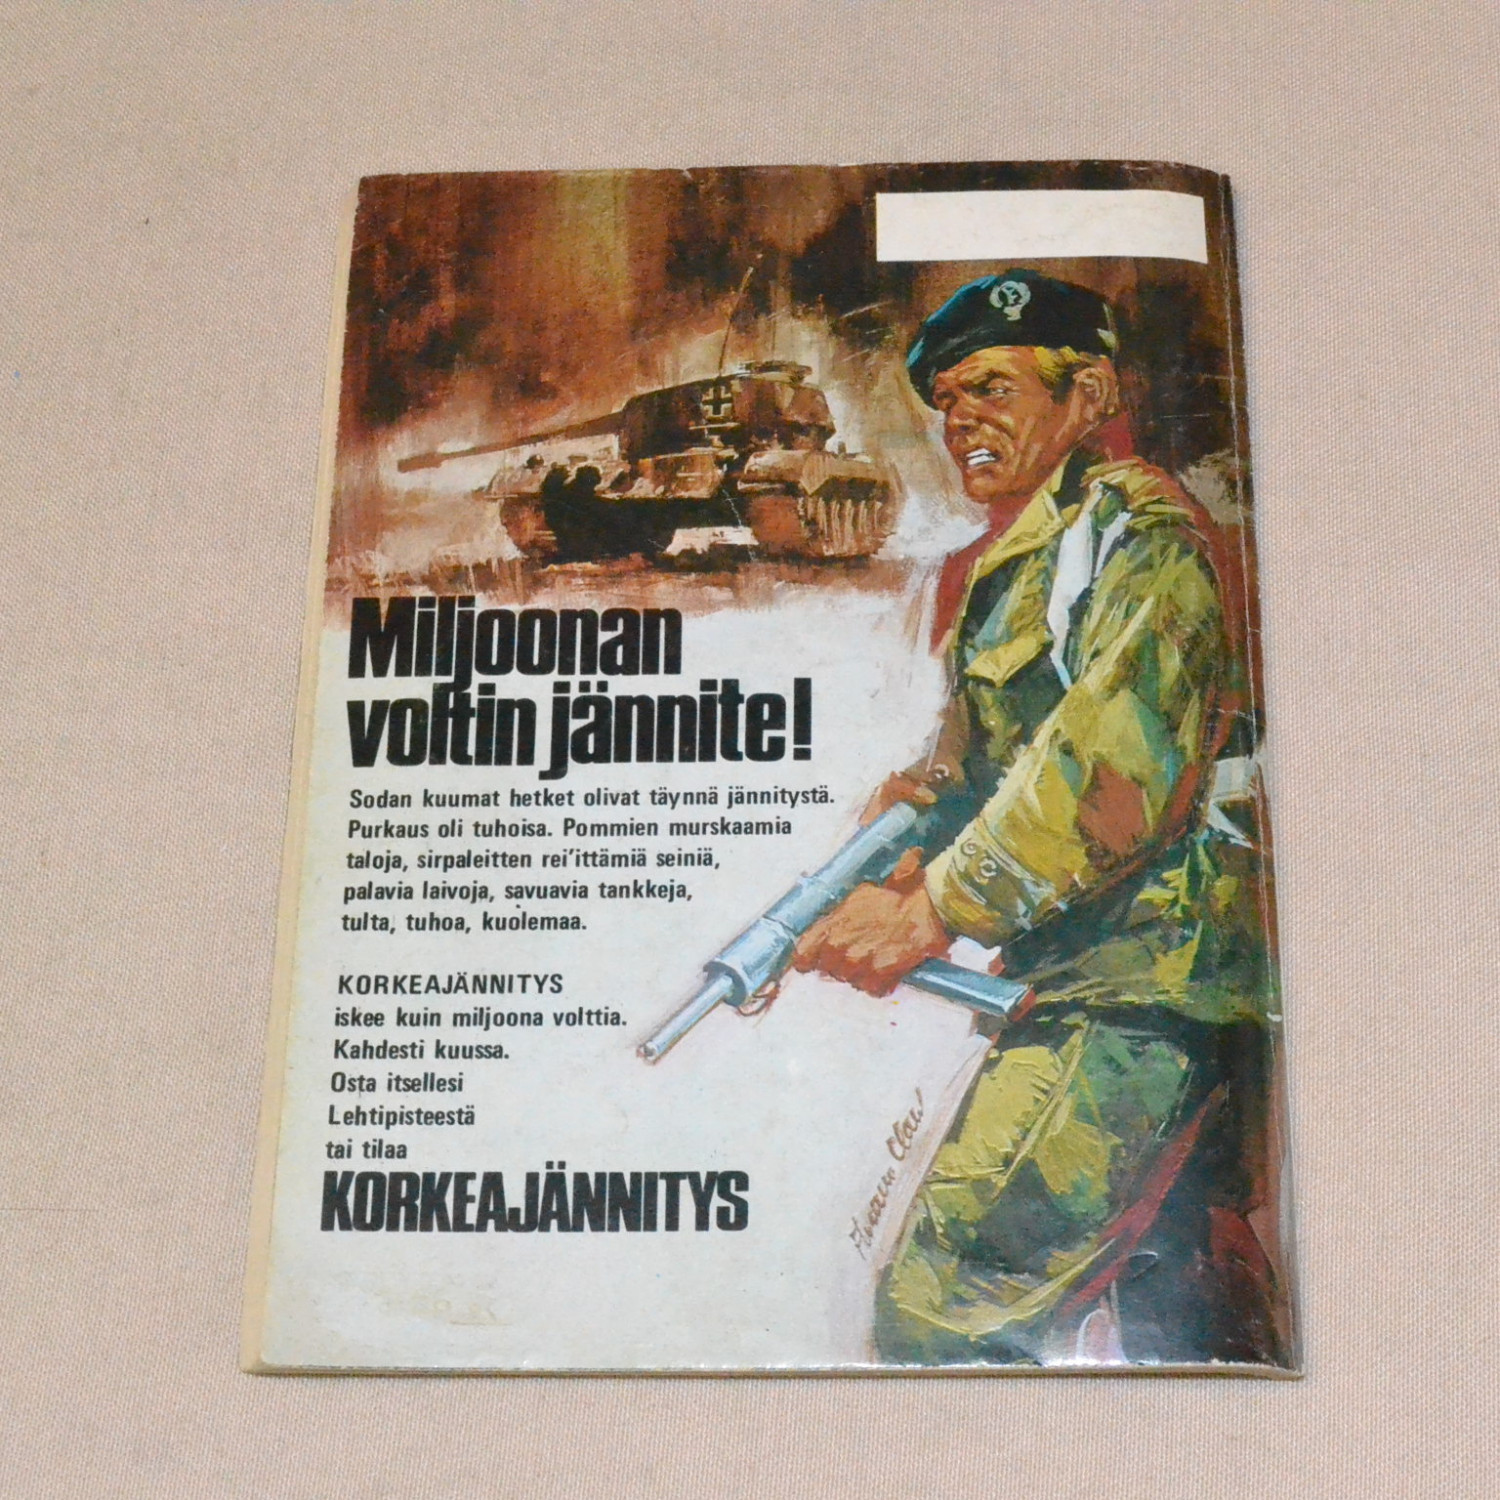 Miljoonan
voltin jännite!
Sodan kuumat hetket olivat täynnä jännitystä.
Purkaus oli tuhoisa. Pommien murskaamia
taloja, sirpaleitten rei'ittämiä seiniä,
palavia laivoja, savuavia tankkeja,
tulta, tuhoa, kuolemaa.
KORKEAJÄNNITYS
iskee kuin miljoona volttia.
Kahdesti kuussa.
Osta itsellesi
Lehtipisteestä
tai tilaa
KORKEAJÄNNITYS